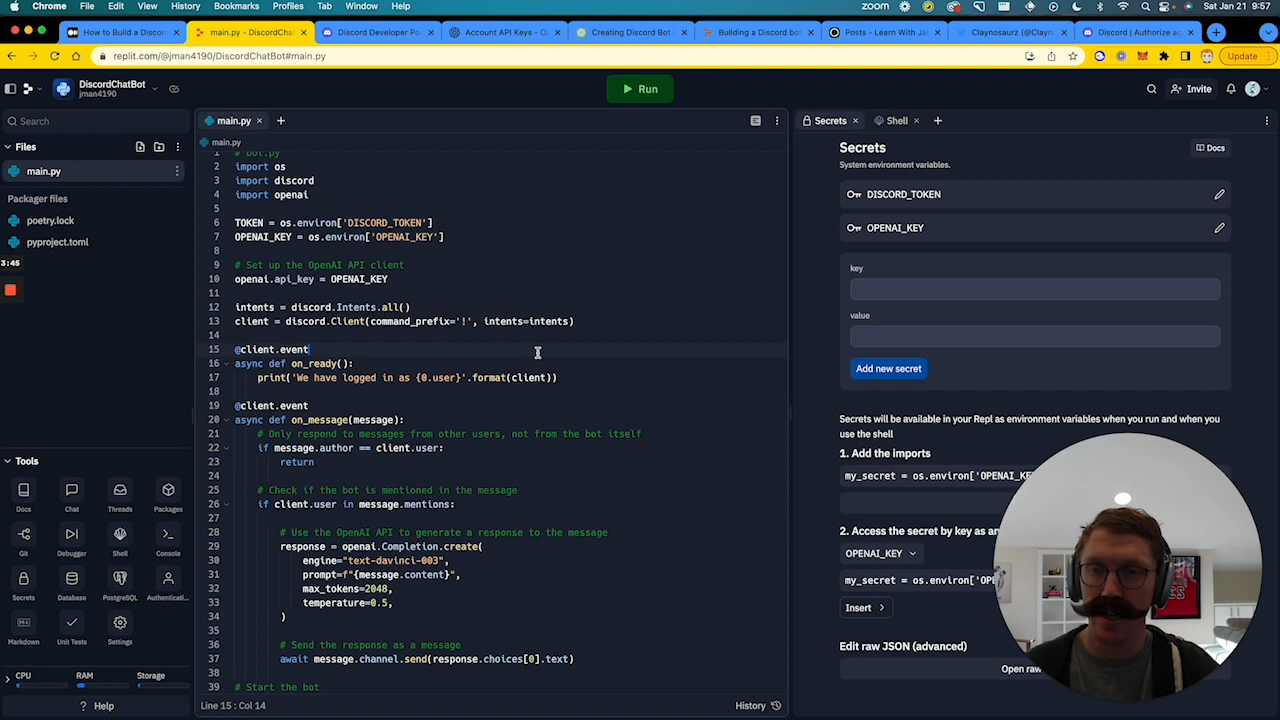 Chrome File Edit View History Bookmarks Profiles Tab Window Help zoom Sat Jan 21 9:57
How to Build a Discor
main.py - DiscordChatBot
Discord Developer Por
Account API Keys - Op
Creating Discord Bot
Building a Discord bot
Posts - Learn With Ja
Claynosaurz (@Clayno
Discord | Authorize ac
replit.com/@jman4190/DiscordChatBot#main.py
Update
DiscordChatBot
jman4190
Run
Invite
Search
Files
main.py
Packager files
poetry.lock
pyproject.toml
3:45
Tools
Docs Chat Threads Packages
Git Debugger Shell Console
Secrets Database PostgreSQL Authenticati...
Markdown Unit Tests Settings
CPU RAM Storage
? Help
main.py
main.py
1 # bot.py
2 import os
3 import discord
4 import openai
5
6 TOKEN = os.environ['DISCORD_TOKEN']
7 OPENAI_KEY = os.environ['OPENAI_KEY']
8
9 # Set up the OpenAI API client
10 openai.api_key = OPENAI_KEY
11
12 intents = discord.Intents.all()
13 client = discord.Client(command_prefix='!', intents=intents)
14
15 @client.event
16 async def on_ready():
17 print('We have logged in as {0.user}'.format(client))
18
19 @client.event
20 async def on_message(message):
21 # Only respond to messages from other users, not from the bot itself
22 if message.author == client.user:
23 return
24
25 # Check if the bot is mentioned in the message
26 if client.user in message.mentions:
27
28 # Use the OpenAI API to generate a response to the message
29 response = openai.Completion.create(
30 engine="text-davinci-003",
31 prompt=f"{message.content}",
32 max_tokens=2048,
33 temperature=0.5,
34 )
35
36 # Send the response as a message
37 await message.channel.send(response.choices[0].text)
38
39 # Start the bot
Line 15 : Col 14
History
Secrets
Shell
Secrets
Docs
System environment variables.
DISCORD_TOKEN
OPENAI_KEY
key
value
Add new secret
Secrets will be available in your Repl as environment variables when you run and when you
use the shell
1. Add the imports
my_secret = os.environ['OPENAI_KE
2. Access the secret by key as an
OPENAI_KEY
my_secret = os.environ['OP
Insert
Edit raw JSON (advanced)
Open raw